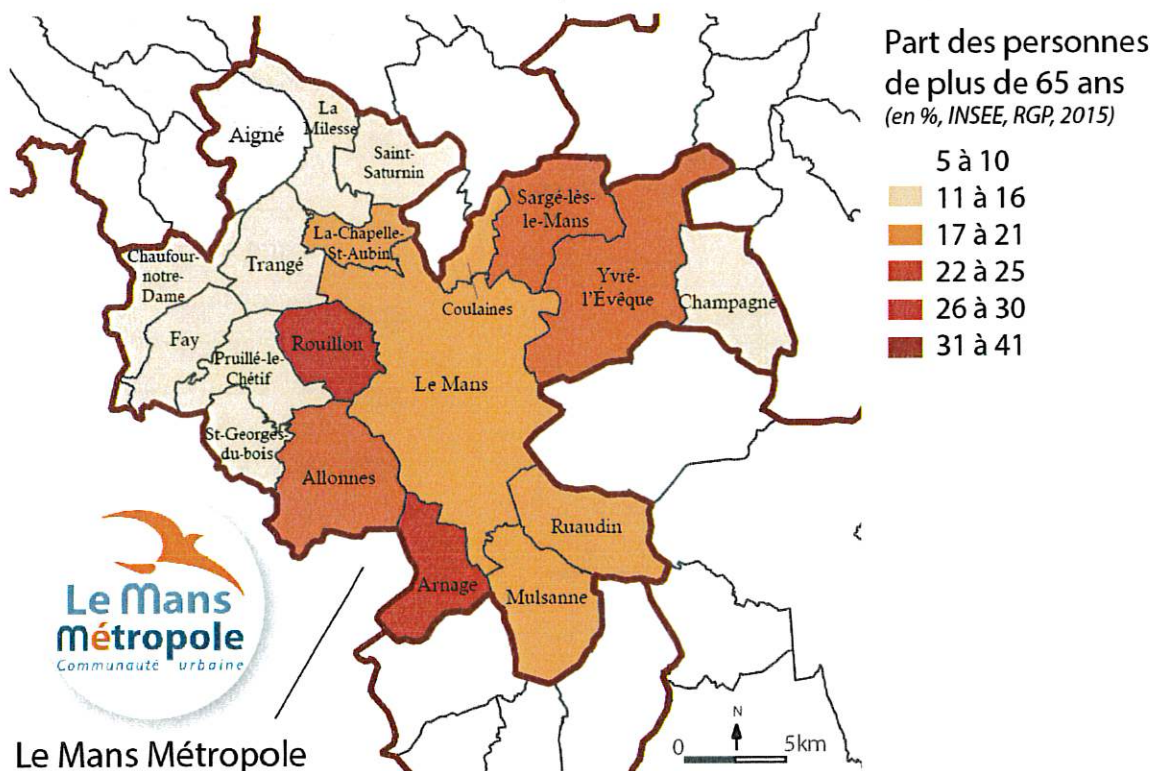 Part des personnes
de plus de 65 ans
(en %, INSEE, RGP, 2015)
5 à 10
11 à 16
17 à 21
22 à 25
26 à 30
31 à 41
La
Milesse
Aigné
Saint-
Saturnin
Sargé-lès-
le-Mans
La-Chapelle-
St-Aubin
Trangé
Chaufour-
notre-
Dame
Yvré-
l'Évêque
Champagne
Coulaines
Fay
Rouillon
Pruillé-le-
Chétif
Le Mans
St-Georges-
du-bois
Allonnes
Ruaudin
Arnage
Mulsanne
Le Mans
Métropole
Communauté urbaine
N
0 5km
Le Mans Métropole